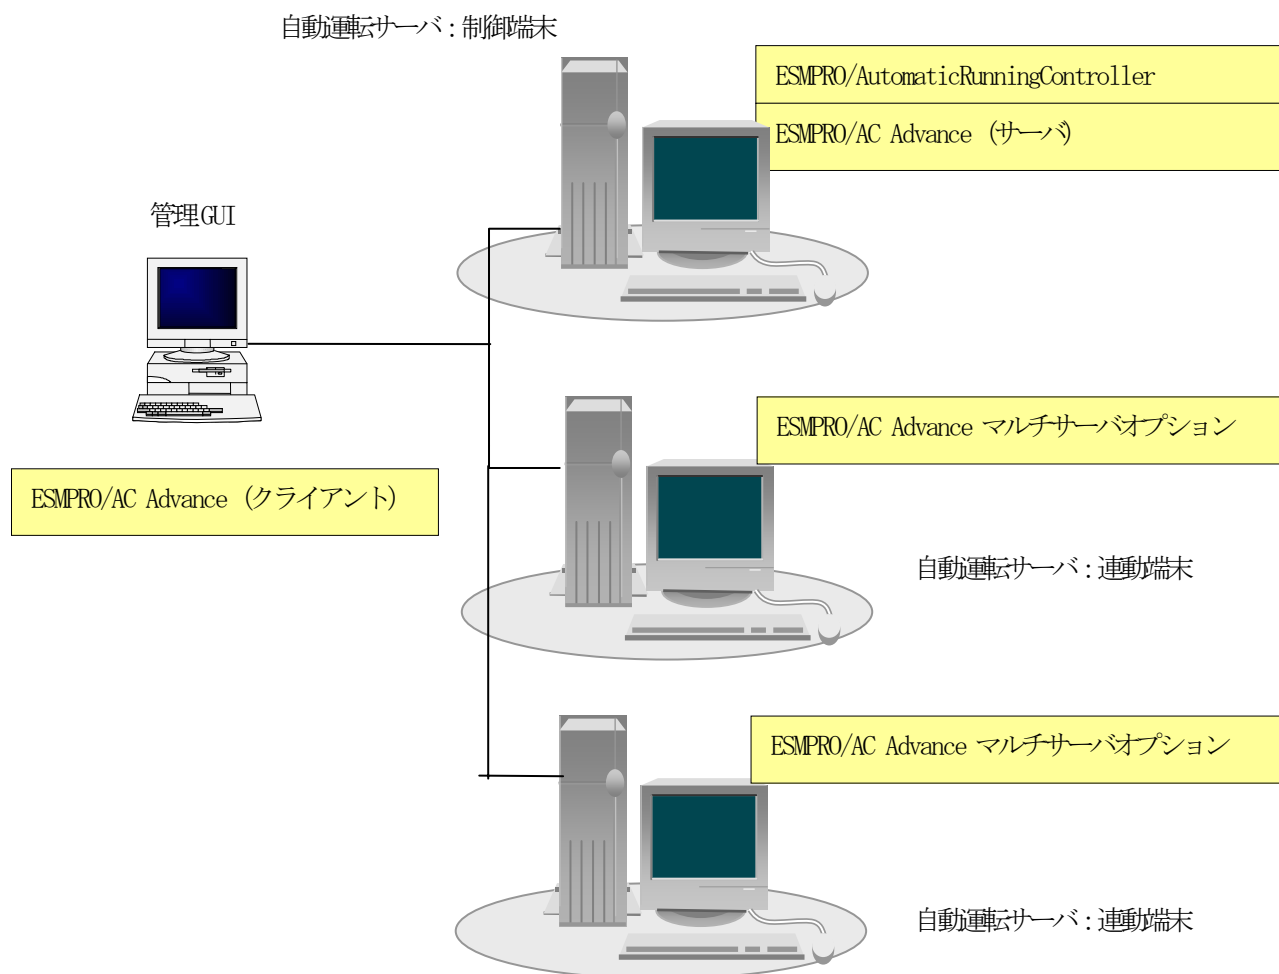 自動運転サーバ：制御端末
ESMPRO/AutomaticRunningController
ESMPRO/AC Advance (サーバ)
管理GUI
ESMPRO/AC Advance マルチサーバオプション
ESMPRO/AC Advance (クライアント)
自動運転サーバ：連動端末
ESMPRO/AC Advance マルチサーバオプション
自動運転サーバ：連動端末